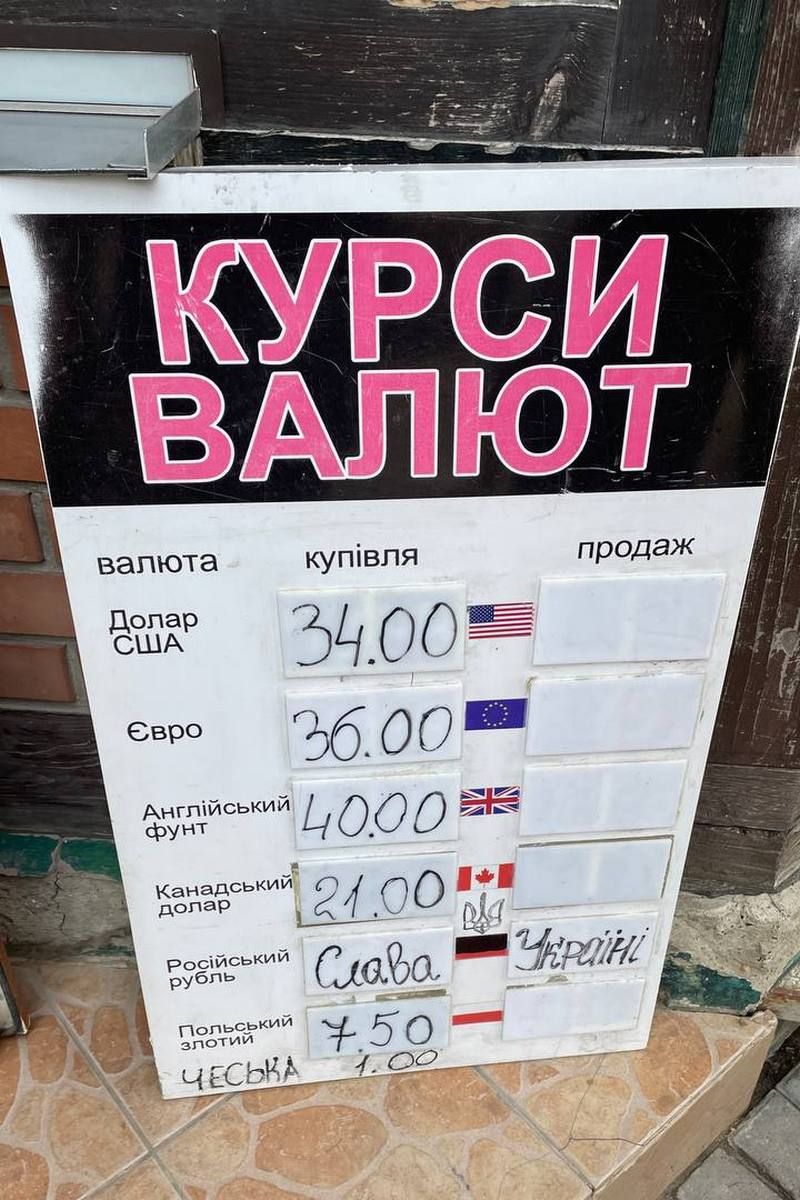 КУРСИ
ВАЛЮТ
валюта купівля продаж
Долар
США 34.00
Євро 36.00
Англійський
фунт 40.00
Канадський
долар 21.00
Російський
рубль Слава Україні
Польський
злотий 7.50
ЧЕСЬКА 1.00